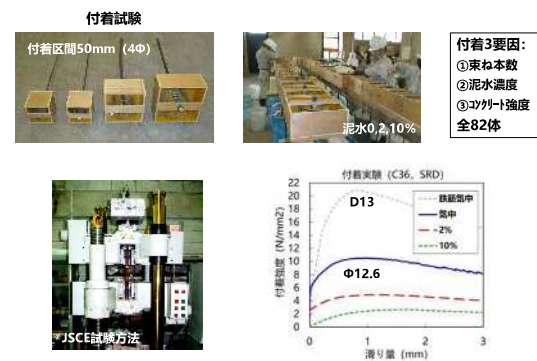 付着試験
付着区間50mm（4Φ）
泥水0,2,10%
付着3要因：
①束ね本数
②泥水濃度
③ｺﾝｸﾘｰﾄ強度
全82体
JSCE試験方法
付着実験（C36，SRD）
付着強度（N/mm2）
22
20
18
16
14
12
10
8
6
4
2
0
D13
Φ12.6
鉄筋気中
気中
~2%
~10%
0
1
2
3
滑り量（mm）